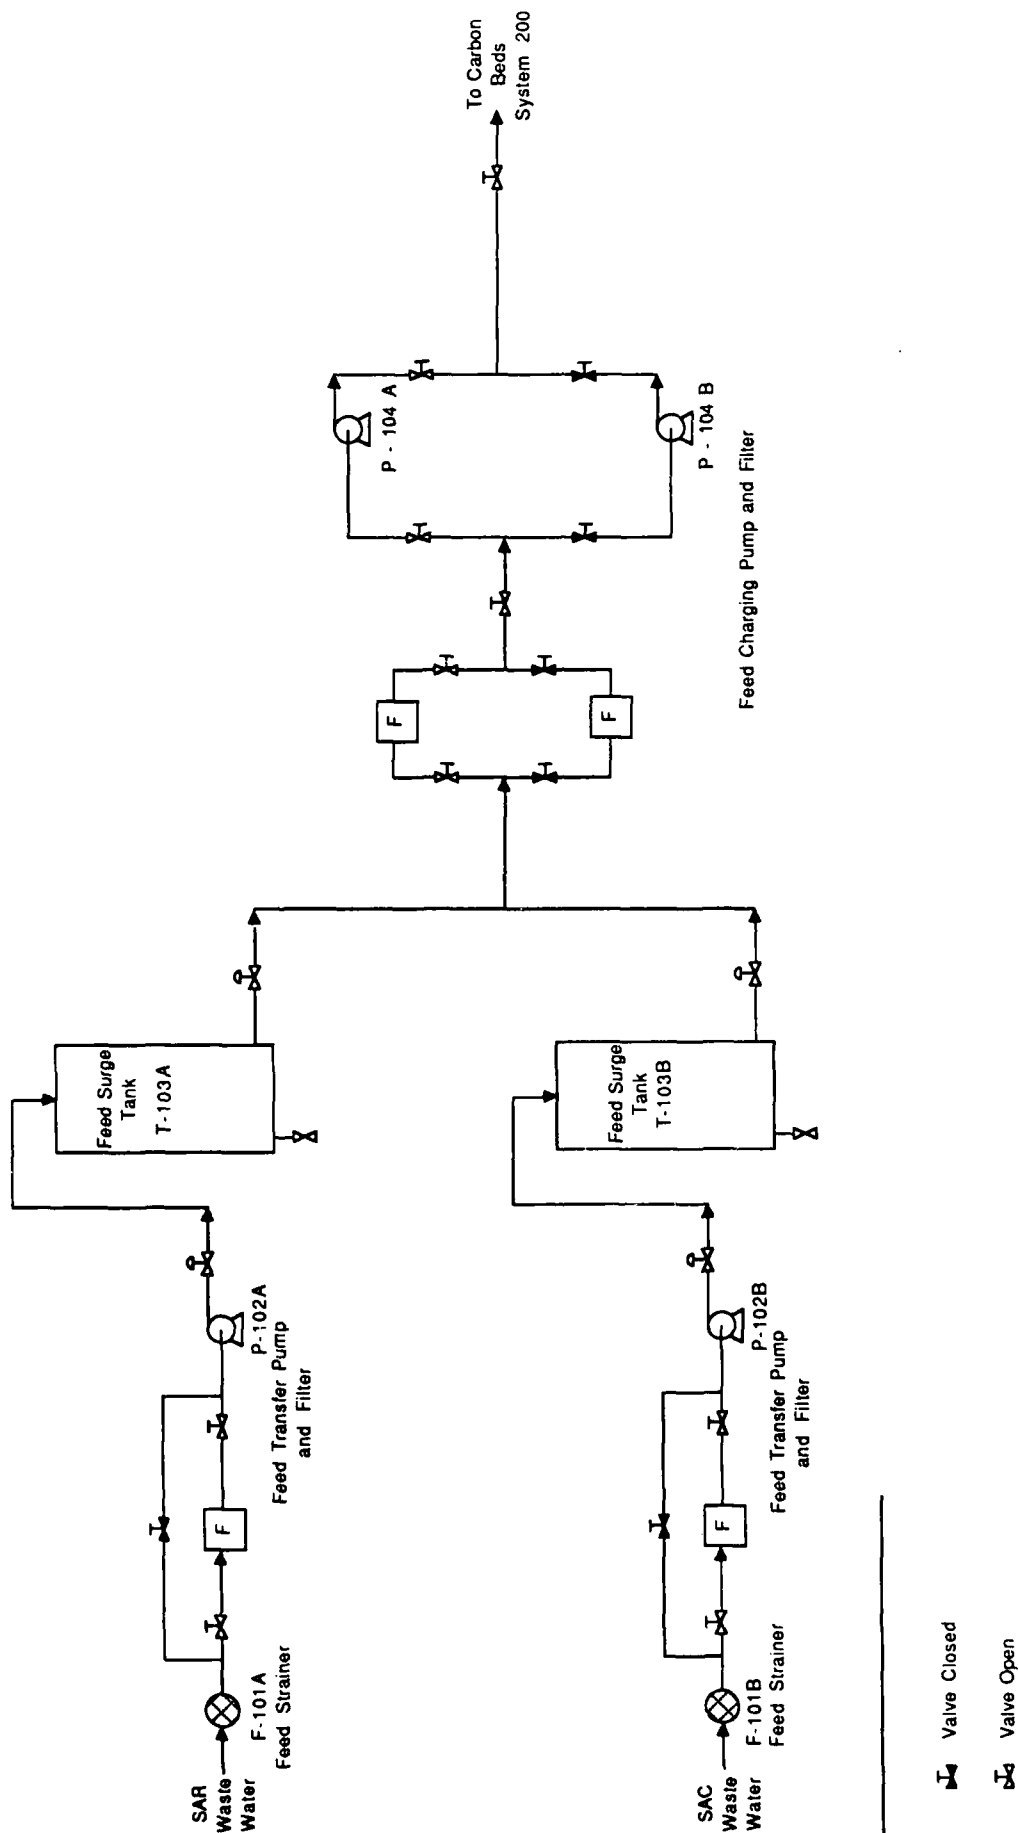 SAR
Waste
Water
F-101A
Feed Strainer
F
Feed Transfer Pump
and Filter
P-102A
Feed Surge
Tank
T-103A
SAC
Waste
Water
F-101B
Feed Strainer
F
Feed Transfer Pump
and Filter
P-102B
Feed Surge
Tank
T-103B
F
F
P - 104 A
P - 104 B
Feed Charging Pump and Filter
To Carbon
Beds
System 200
Valve Closed
Valve Open